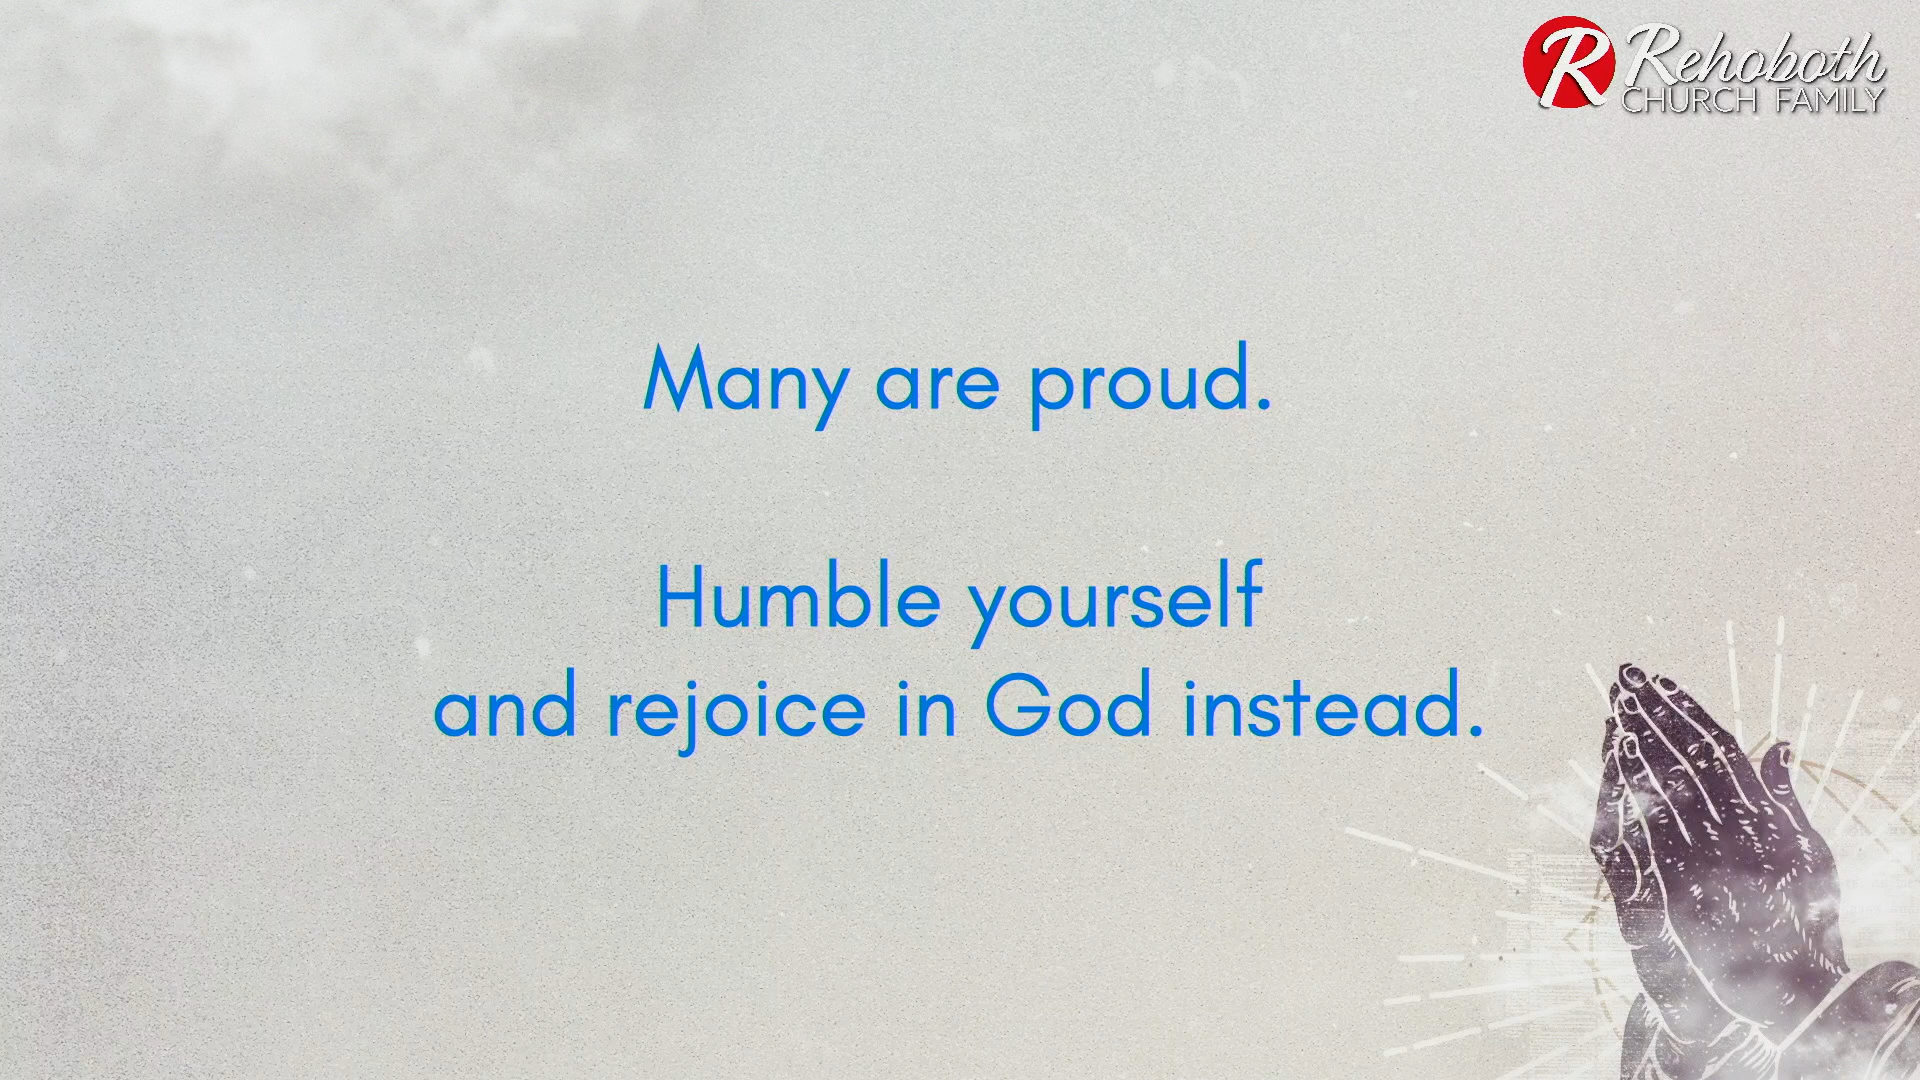 R Rehoboth
CHURCH FAMILY
Many are proud.
Humble yourself
and rejoice in God instead.